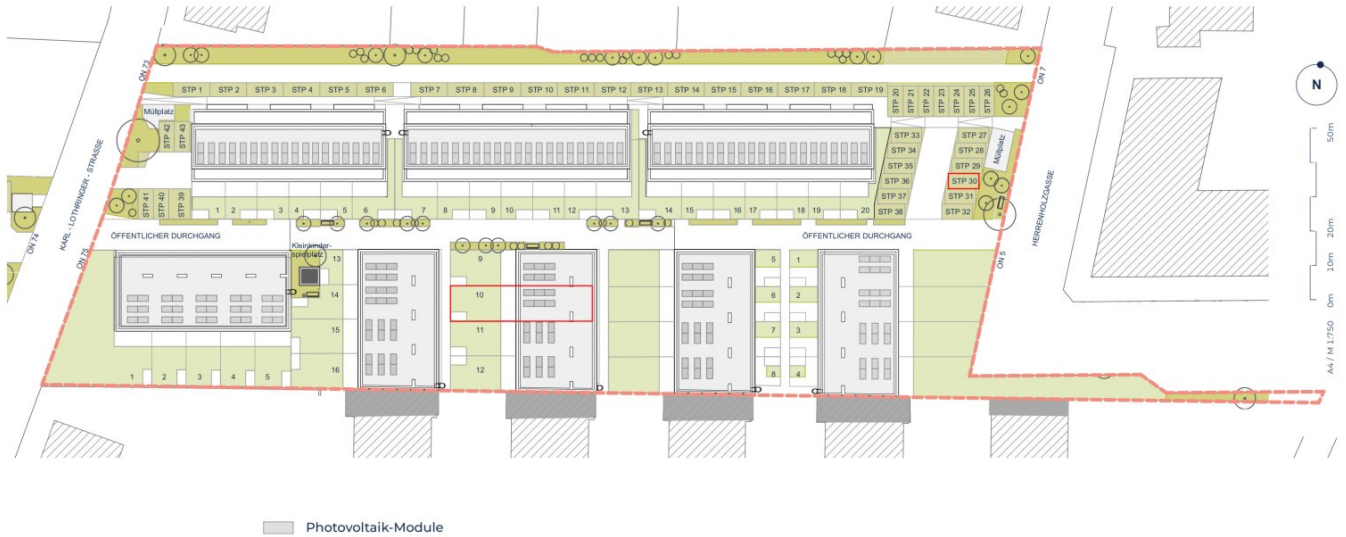 ON 73
ON 7
STP 1
STP 2
STP 3
STP 4
STP 5
STP 6
STP 7
STP 8
STP 9
STP 10
STP 11
STP 12
STP 13
STP 14
STP 15
STP 16
STP 17
STP 18
STP 19
STP 20
STP 21
STP 22
STP 23
STP 24
STP 25
STP 26
N
Müllplatz
STP 42
STP 43
STP 33
STP 34
STP 35
STP 36
STP 37
STP 38
STP 27
STP 28
STP 29
STP 30
STP 31
STP 32
Müllplatz
KARL - LOTHRINGER - STRASSE
STP 41
STP 40
STP 39
1
2
3
4
5
6
7
8
9
10
11
12
13
14
15
16
17
18
19
20
HERRENHOLZGASSE
ON 74
ON 75
ÖFFENTLICHER DURCHGANG
ÖFFENTLICHER DURCHGANG
ON 5
Kleinkinder-
spielplatz
13
14
15
16
9
10
11
12
5
6
7
8
1
2
3
4
1
2
3
4
5
50m
20m
10m
0m
A4 / M 1:750
Photovoltaik-Module